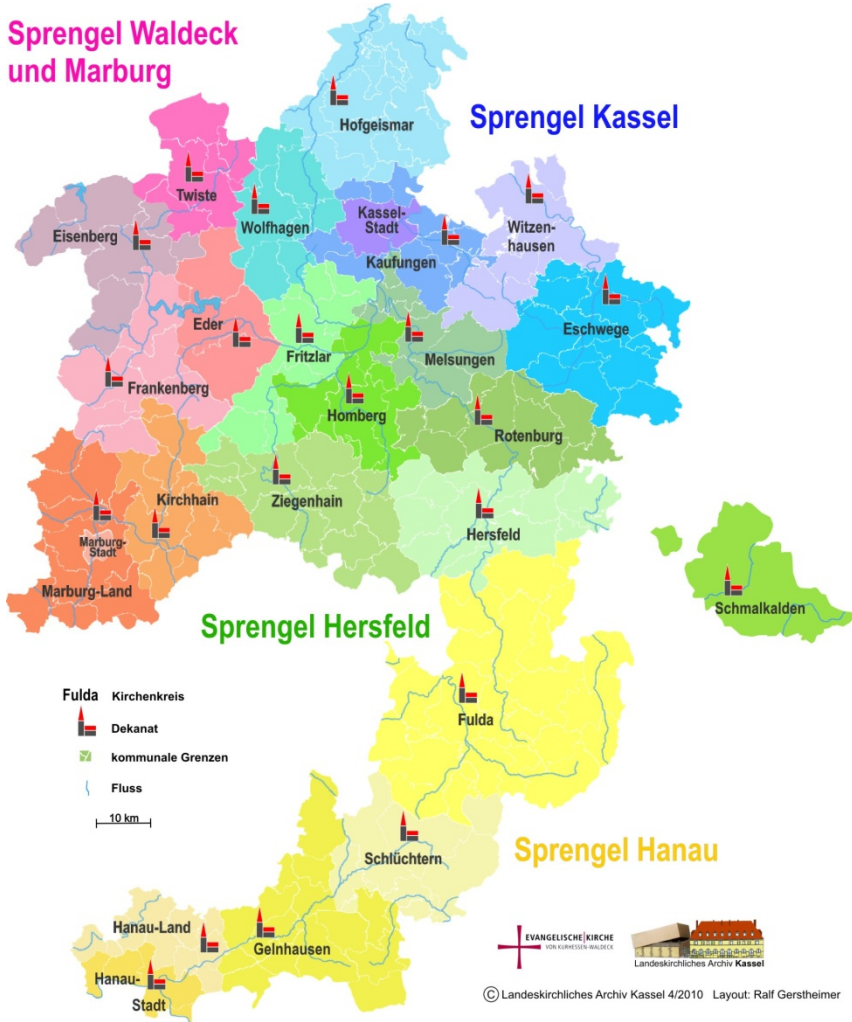 Sprengel Waldeck
und Marburg
Sprengel Kassel
Hofgeismar
Twiste
Wolfhagen
Kassel-
Stadt
Witzen-
hausen
Eisenberg
Kaufungen
Eder
Fritzlar
Melsungen
Eschwege
Frankenberg
Homberg
Rotenburg
Kirchhain
Ziegenhain
Hersfeld
Marburg-
Stadt
Marburg-Land
Schmalkalden
Sprengel Hersfeld
Fulda Kirchenkreis
Dekanat
kommunale Grenzen
Fluss
10 km
Fulda
Schlüchtern
Sprengel Hanau
Hanau-Land
Gelnhausen
Hanau-
Stadt
EVANGELISCHE KIRCHE
VON KURHESSEN-WALDECK
Landeskirchliches Archiv Kassel
© Landeskirchliches Archiv Kassel 4/2010 Layout: Ralf Gerstheimer